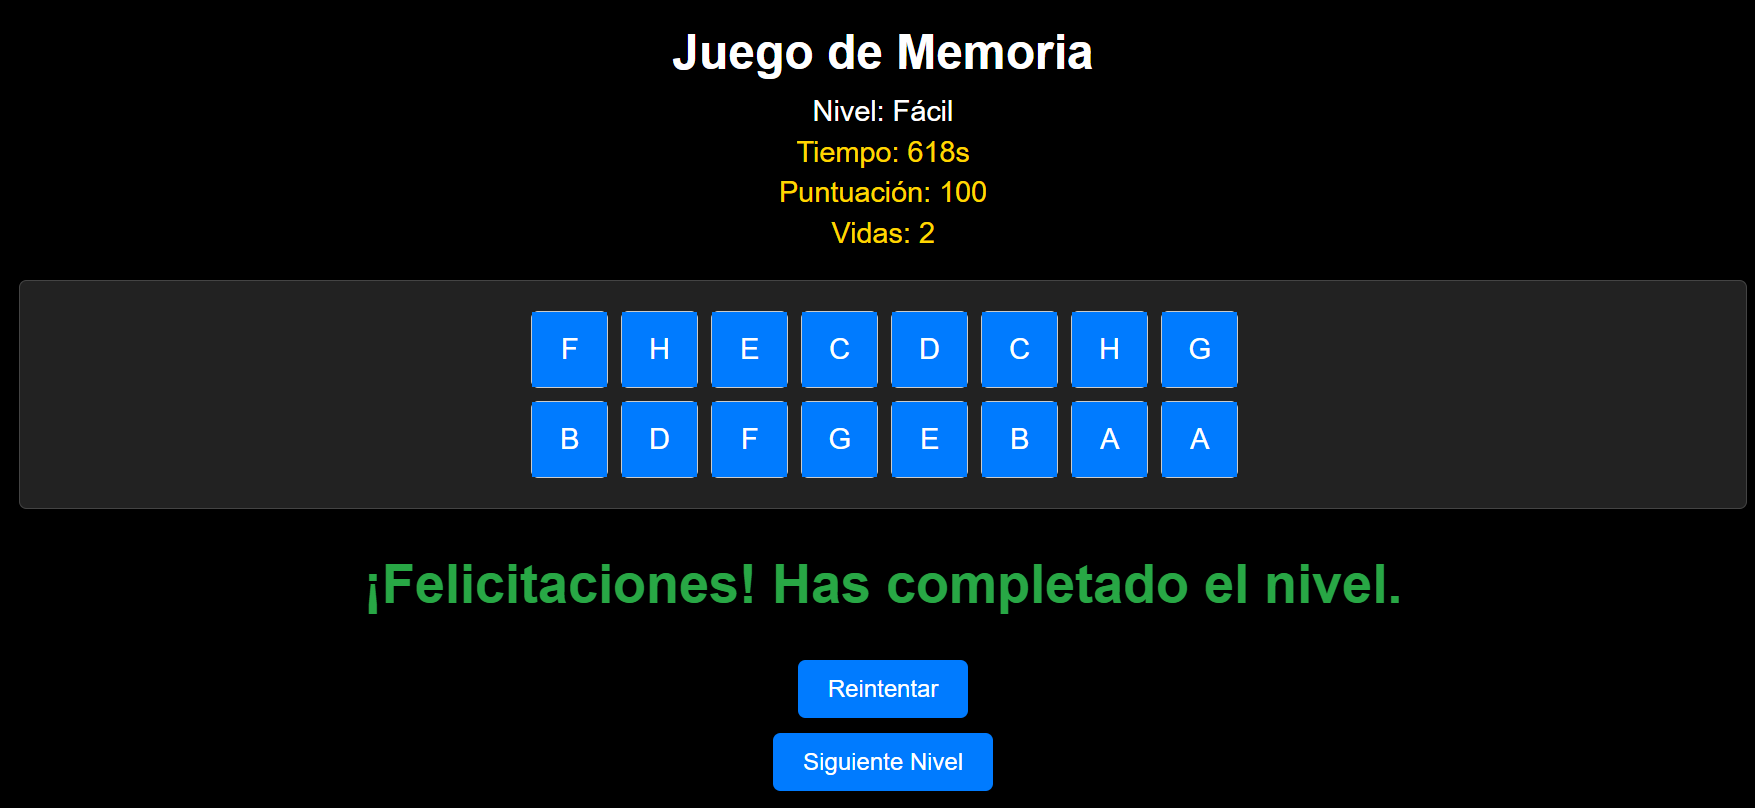 Juego de Memoria
Nivel: Fácil
Tiempo: 618s
Puntuación: 100
Vidas: 2
F H E C D C H G
B D F G E B A A
¡Felicitaciones! Has completado el nivel.
Reintentar
Siguiente Nivel